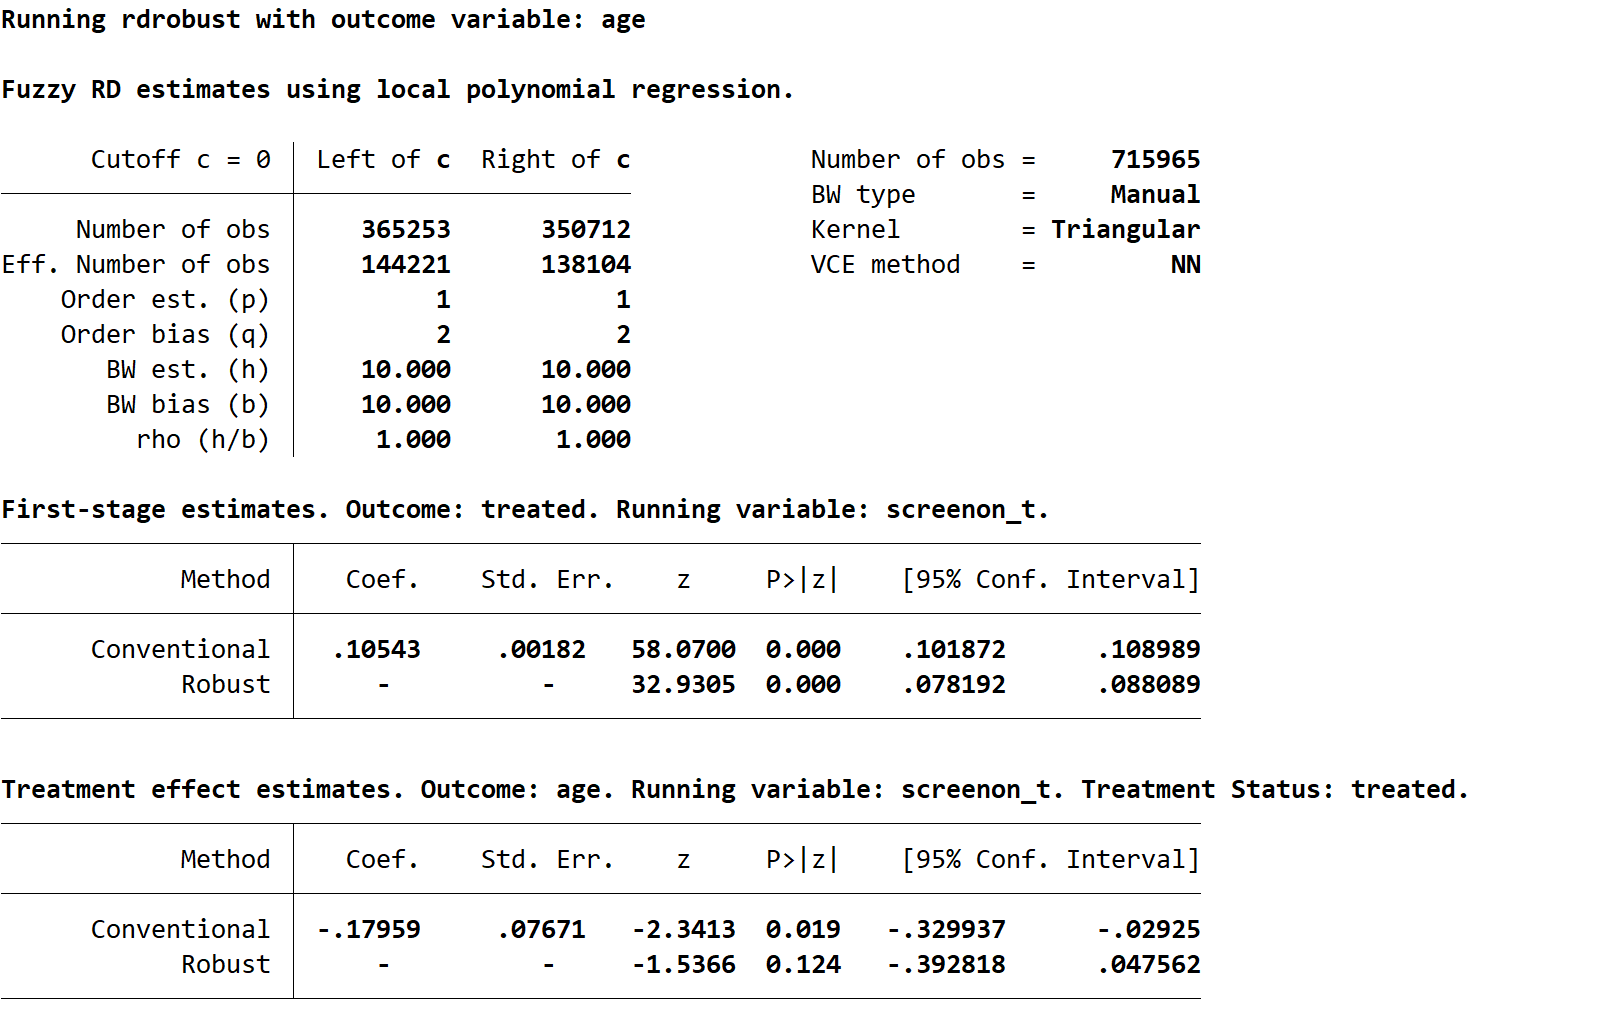 Running rdrobust with outcome variable: age
Fuzzy RD estimates using local polynomial regression.
Cutoff c = 0 | Left of c Right of c Number of obs = 715965
BW type = Manual
Number of obs | 365253 350712 Kernel = Triangular
Eff. Number of obs | 144221 138104 VCE method = NN
Order est. (p) | 1 1
Order bias (q) | 2 2
BW est. (h) | 10.000 10.000
BW bias (b) | 10.000 10.000
rho (h/b) | 1.000 1.000
First-stage estimates. Outcome: treated. Running variable: screenon_t.
Method | Coef. Std. Err. z P>|z| [95% Conf. Interval]
Conventional | .10543 .00182 58.0700 0.000 .101872 .108989
Robust | - - 32.9305 0.000 .078192 .088089
Treatment effect estimates. Outcome: age. Running variable: screenon_t. Treatment Status: treated.
Method | Coef. Std. Err. z P>|z| [95% Conf. Interval]
Conventional | -.17959 .07671 -2.3413 0.019 -.329937 -.02925
Robust | - - -1.5366 0.124 -.392818 .047562